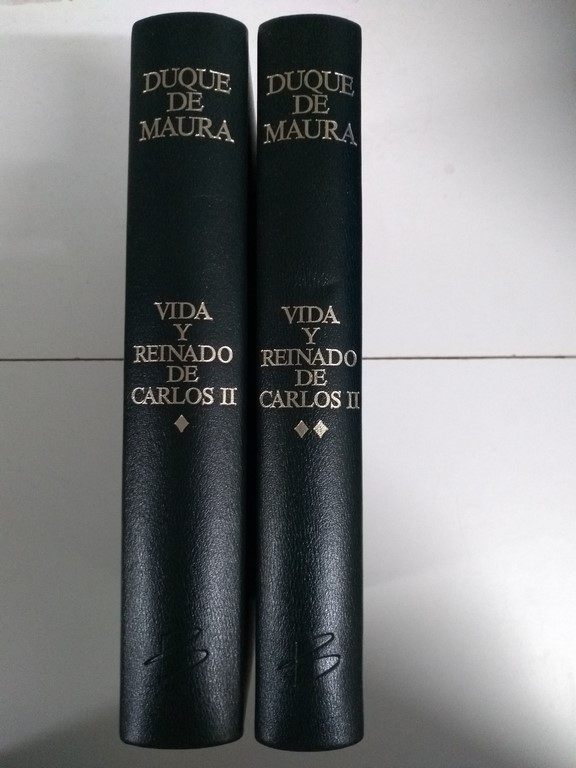 DUQUE
DE
MAURA
VIDA
Y
REINADO
DE
CARLOS II
DUQUE
DE
MAURA
VIDA
Y
REINADO
DE
CARLOS II